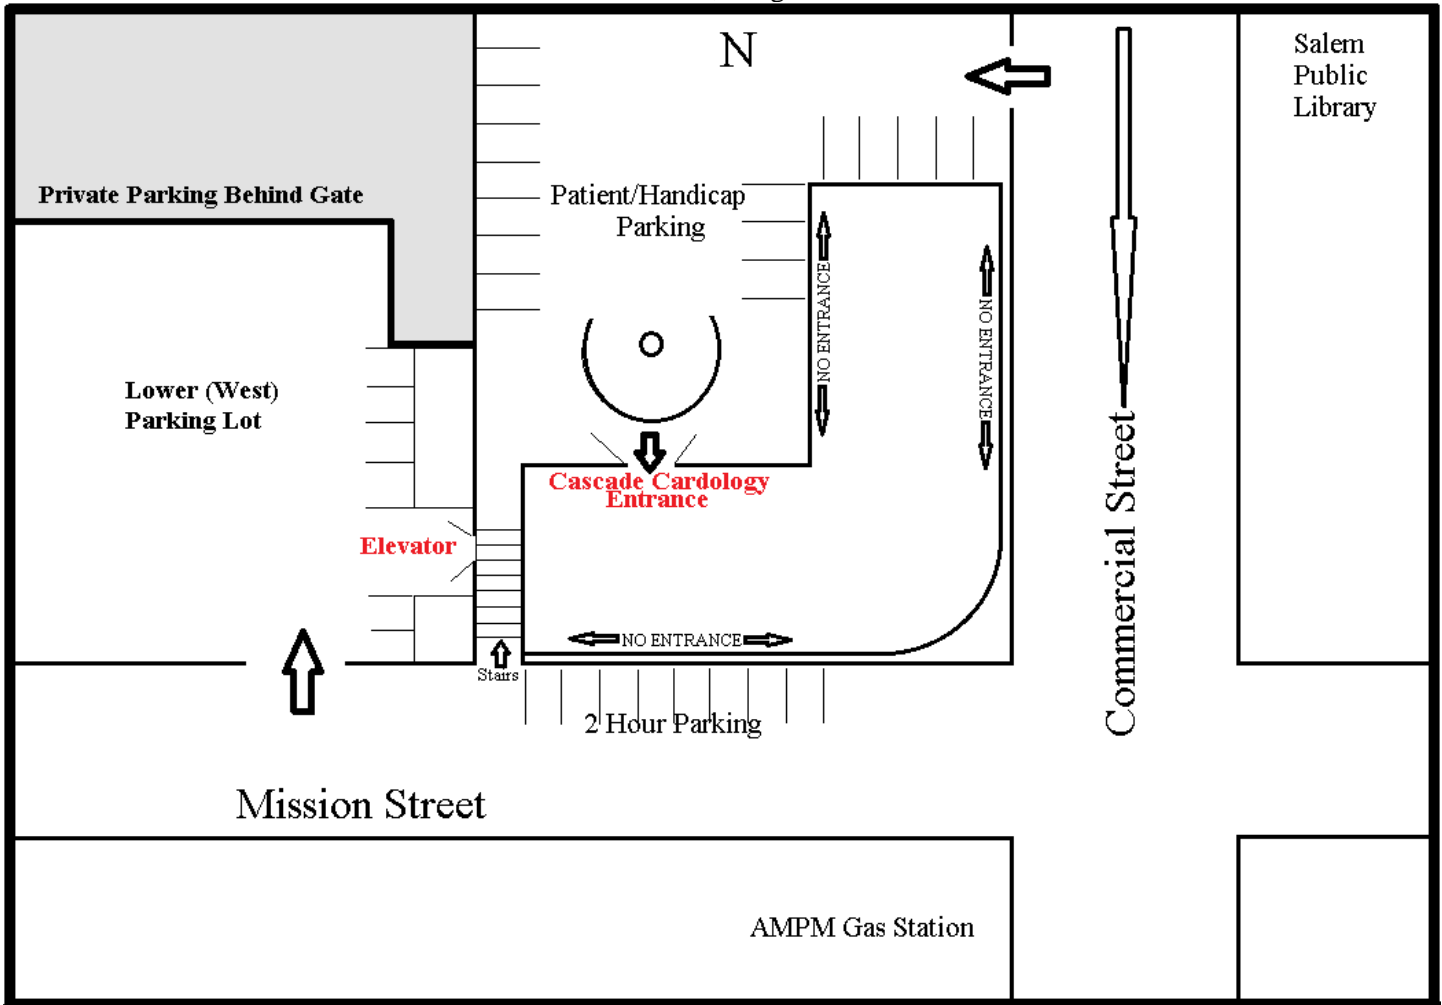 N
Salem
Public
Library
Private Parking Behind Gate
Patient/Handicap
Parking
NO ENTRANCE
NO ENTRANCE
Lower (West)
Parking Lot
Cascade Cardology
Entrance
Elevator
Commercial Street
NO ENTRANCE
Stairs
2 Hour Parking
Mission Street
AMPM Gas Station